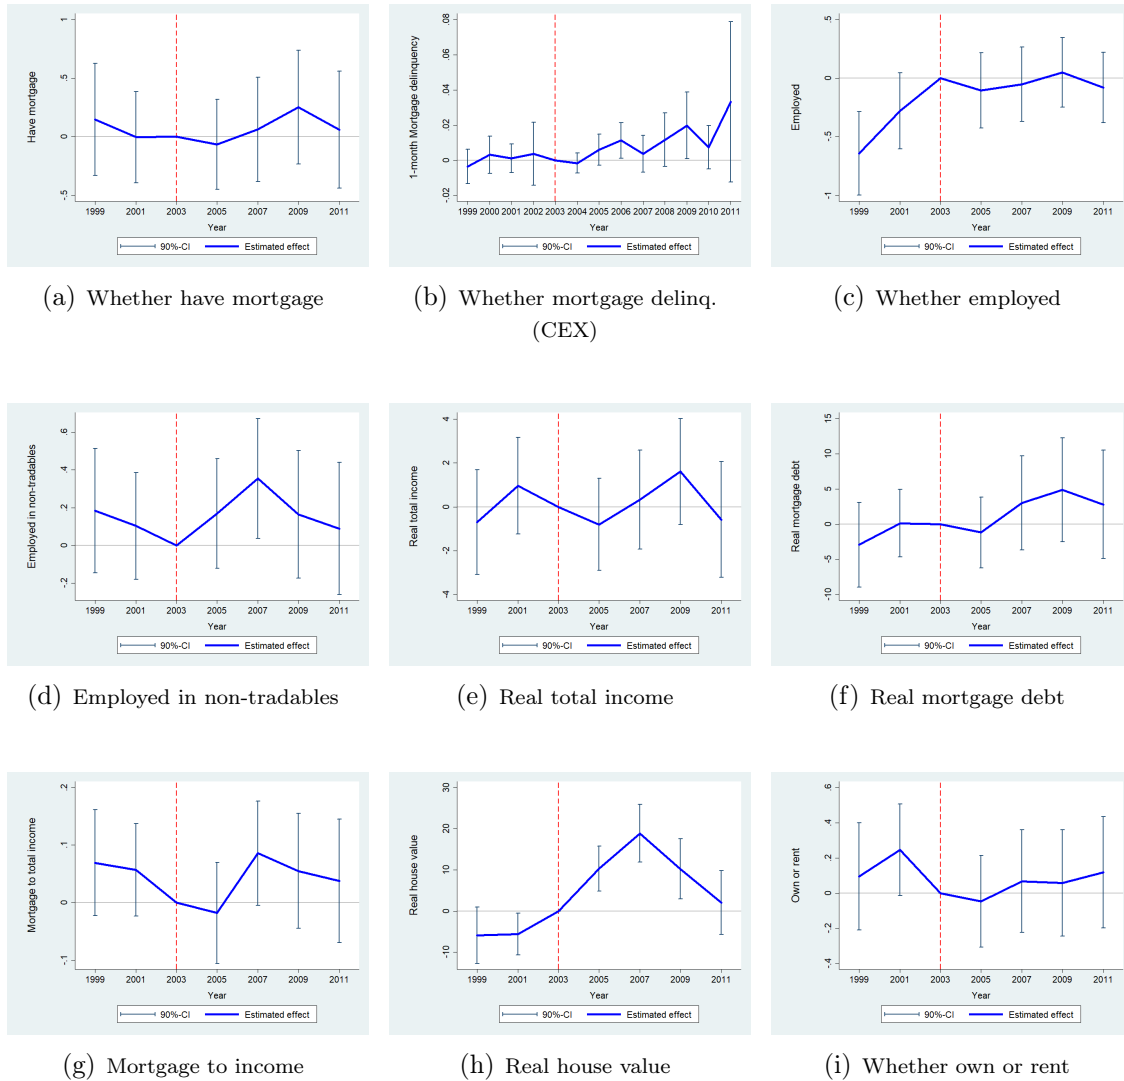 Have mortgage
1
.5
0
-.5
1999 2001 2003 2005 2007 2009 2011
Year
90%-CI Estimated effect
(a) Whether have mortgage
1-month Mortgage delinquency
.08
.06
.04
.02
0
-.02
1999 2000 2001 2002 2003 2004 2005 2006 2007 2008 2009 2010 2011
Year
90%-CI Estimated effect
(b) Whether mortgage delinq.
(CEX)
Employed
.5
0
-.5
-1
1999 2001 2003 2005 2007 2009 2011
Year
90%-CI Estimated effect
(c) Whether employed
Employed in non-tradables
.6
.4
.2
0
-.2
1999 2001 2003 2005 2007 2009 2011
Year
90%-CI Estimated effect
(d) Employed in non-tradables
Real total income
4
2
0
-2
-4
1999 2001 2003 2005 2007 2009 2011
Year
90%-CI Estimated effect
(e) Real total income
Real mortgage debt
15
10
5
0
-5
-10
1999 2001 2003 2005 2007 2009 2011
Year
90%-CI Estimated effect
(f) Real mortgage debt
Mortgage to total income
.2
.1
0
-.1
1999 2001 2003 2005 2007 2009 2011
Year
90%-CI Estimated effect
(g) Mortgage to income
Real house value
30
20
10
0
-10
1999 2001 2003 2005 2007 2009 2011
Year
90%-CI Estimated effect
(h) Real house value
Own or rent
.6
.4
.2
0
-.2
-.4
1999 2001 2003 2005 2007 2009 2011
Year
90%-CI Estimated effect
(i) Whether own or rent